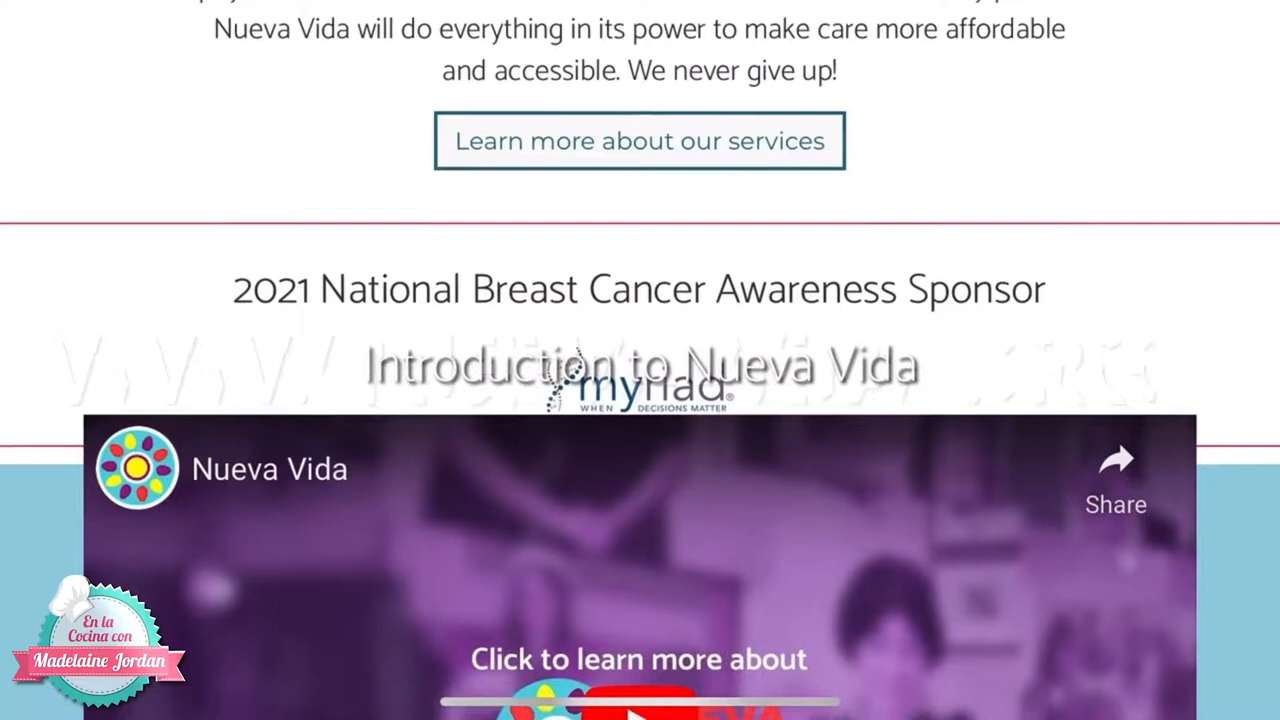 Nueva Vida will do everything in its power to make care more affordable
and accessible. We never give up!
Learn more about our services
2021 National Breast Cancer Awareness Sponsor
Introduction to Nueva Vida
WHEN DECISIONS MATTER
Nueva Vida
Share
Click to learn more about
En la
Cocina con
Madelaine Jordan